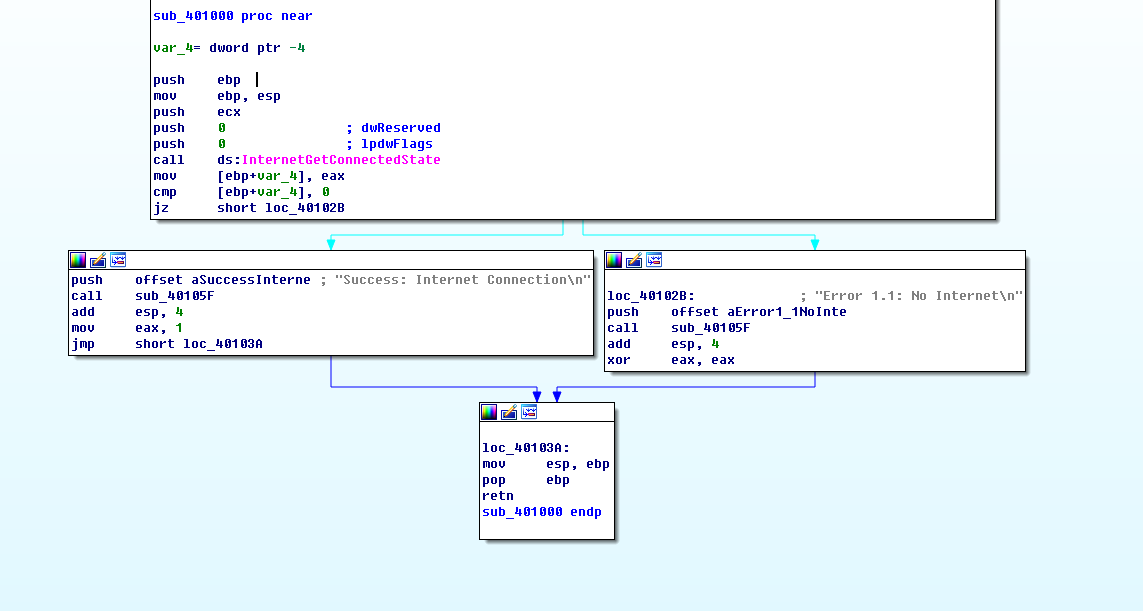 sub_401000 proc near
var_4= dword ptr -4
push ebp
mov ebp, esp
push ecx
push 0 ; dwReserved
push 0 ; lpdwFlags
call ds:InternetGetConnectedState
mov [ebp+var_4], eax
cmp [ebp+var_4], 0
jz short loc_40102B
push offset aSuccessInterne ; "Success: Internet Connection\n"
call sub_40105F
add esp, 4
mov eax, 1
jmp short loc_40103A
loc_40102B: ; "Error 1.1: No Internet\n"
push offset aError1_1NoInte
call sub_40105F
add esp, 4
xor eax, eax
loc_40103A:
mov esp, ebp
pop ebp
retn
sub_401000 endp